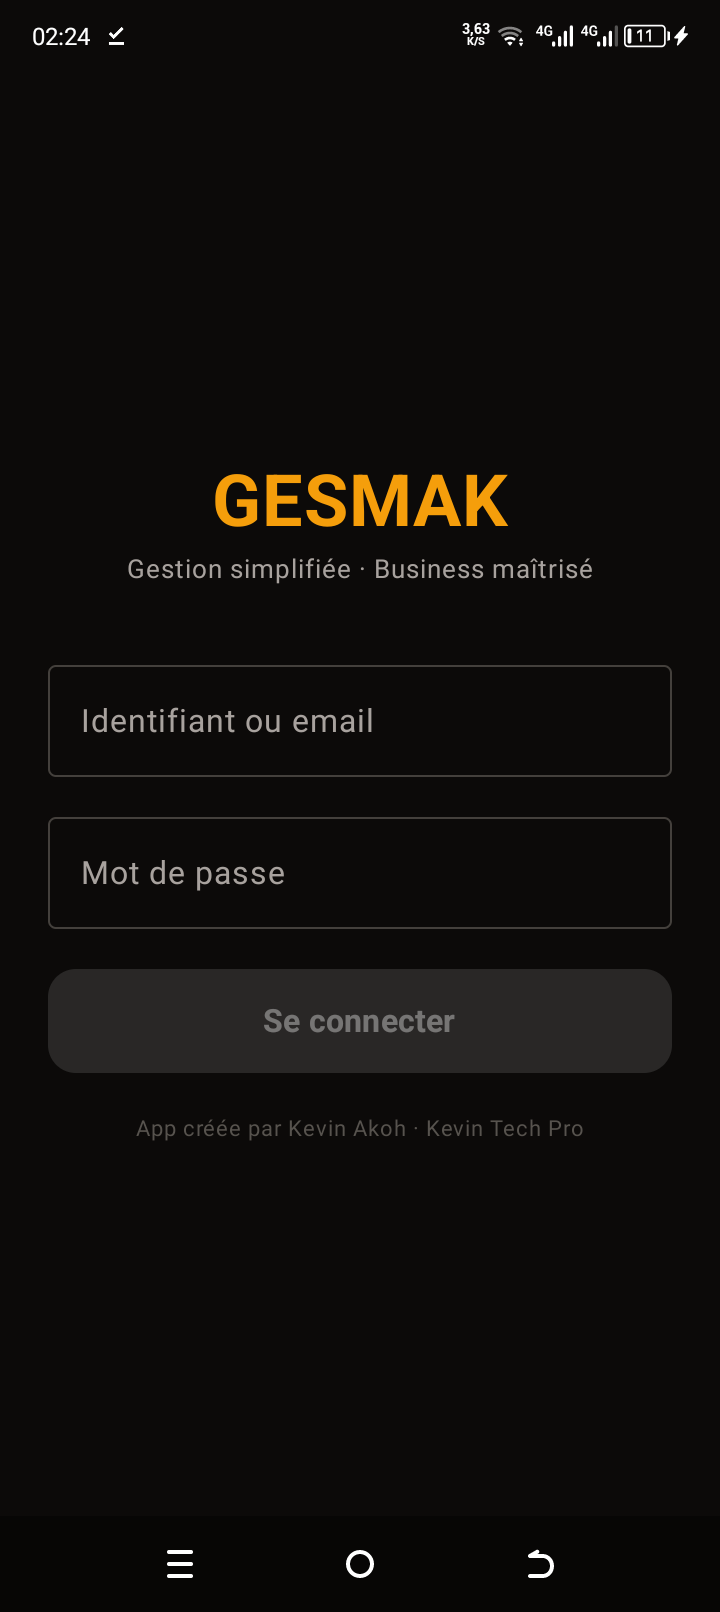 02:24
3,63
K/S
4G
4G
11
GESMAK
Gestion simplifiée · Business maîtrisé
Identifiant ou email
Mot de passe
Se connecter
App créée par Kevin Akoh · Kevin Tech Pro